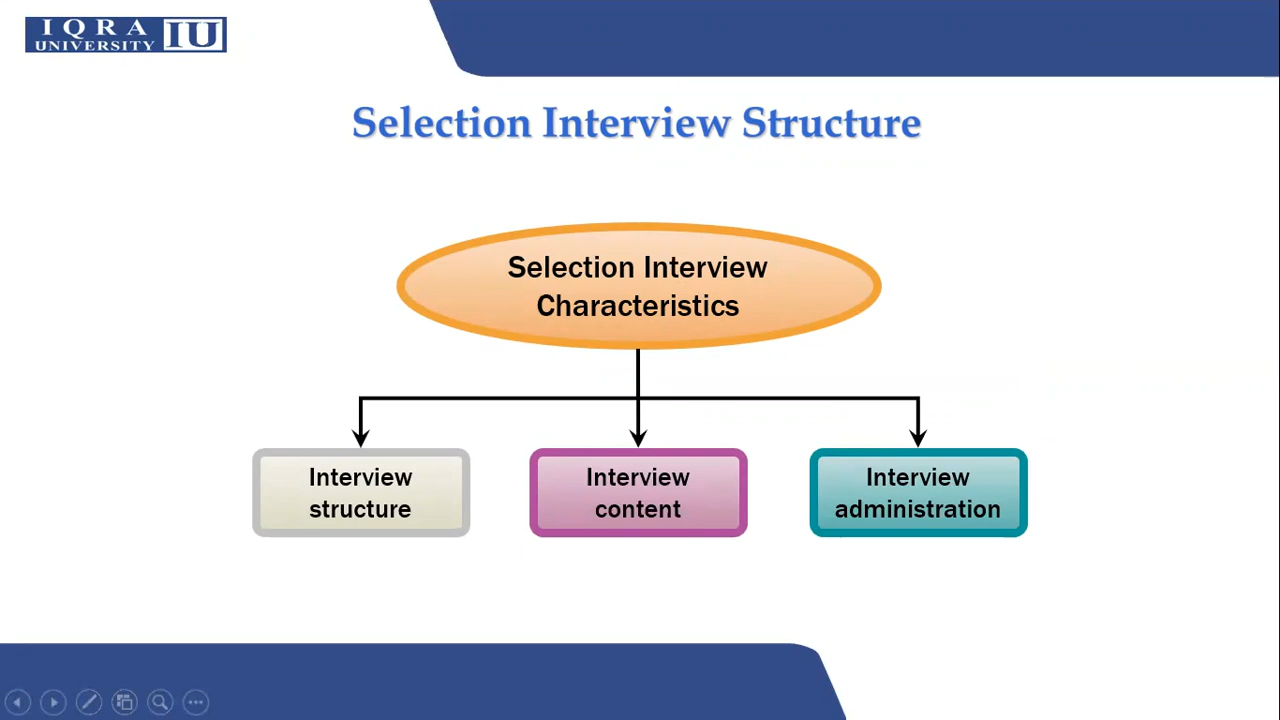 IQRA
UNIVERSITY IU
Selection Interview Structure
Selection Interview
Characteristics
Interview
structure
Interview
content
Interview
administration